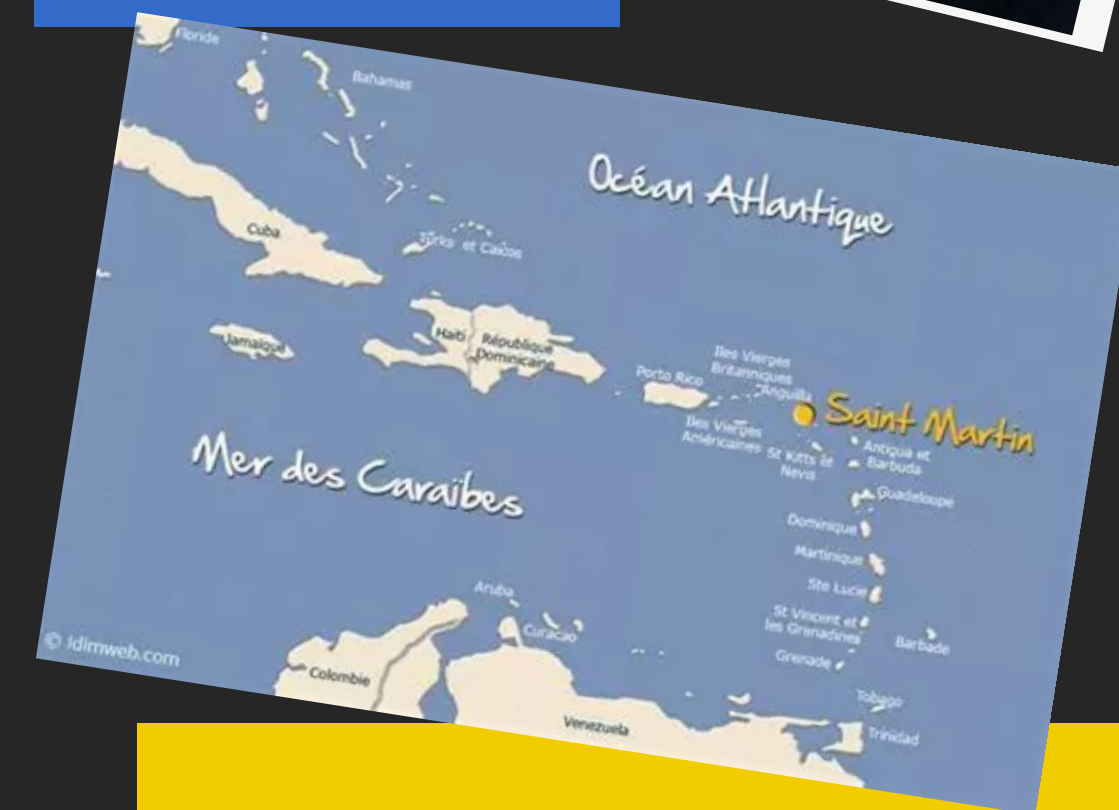 Floride
Bahamas
Océan Atlantique
Cuba
Turks et Caicos
Jamaïque
Haïti
République
Dominicaine
Porto Rico
Iles Vierges
Britanniques
Anguilla
Saint Martin
Iles Vierges
Américaines
St Kitts et
Nevis
Antigua et
Barbuda
Guadeloupe
Mer des Caraïbes
Dominique
Martinique
Ste Lucie
St Vincent et
les Grenadines
Barbade
Grenade
Aruba
Curacao
© idimweb.com
Colombie
Venezuela
Tobago
Trinidad